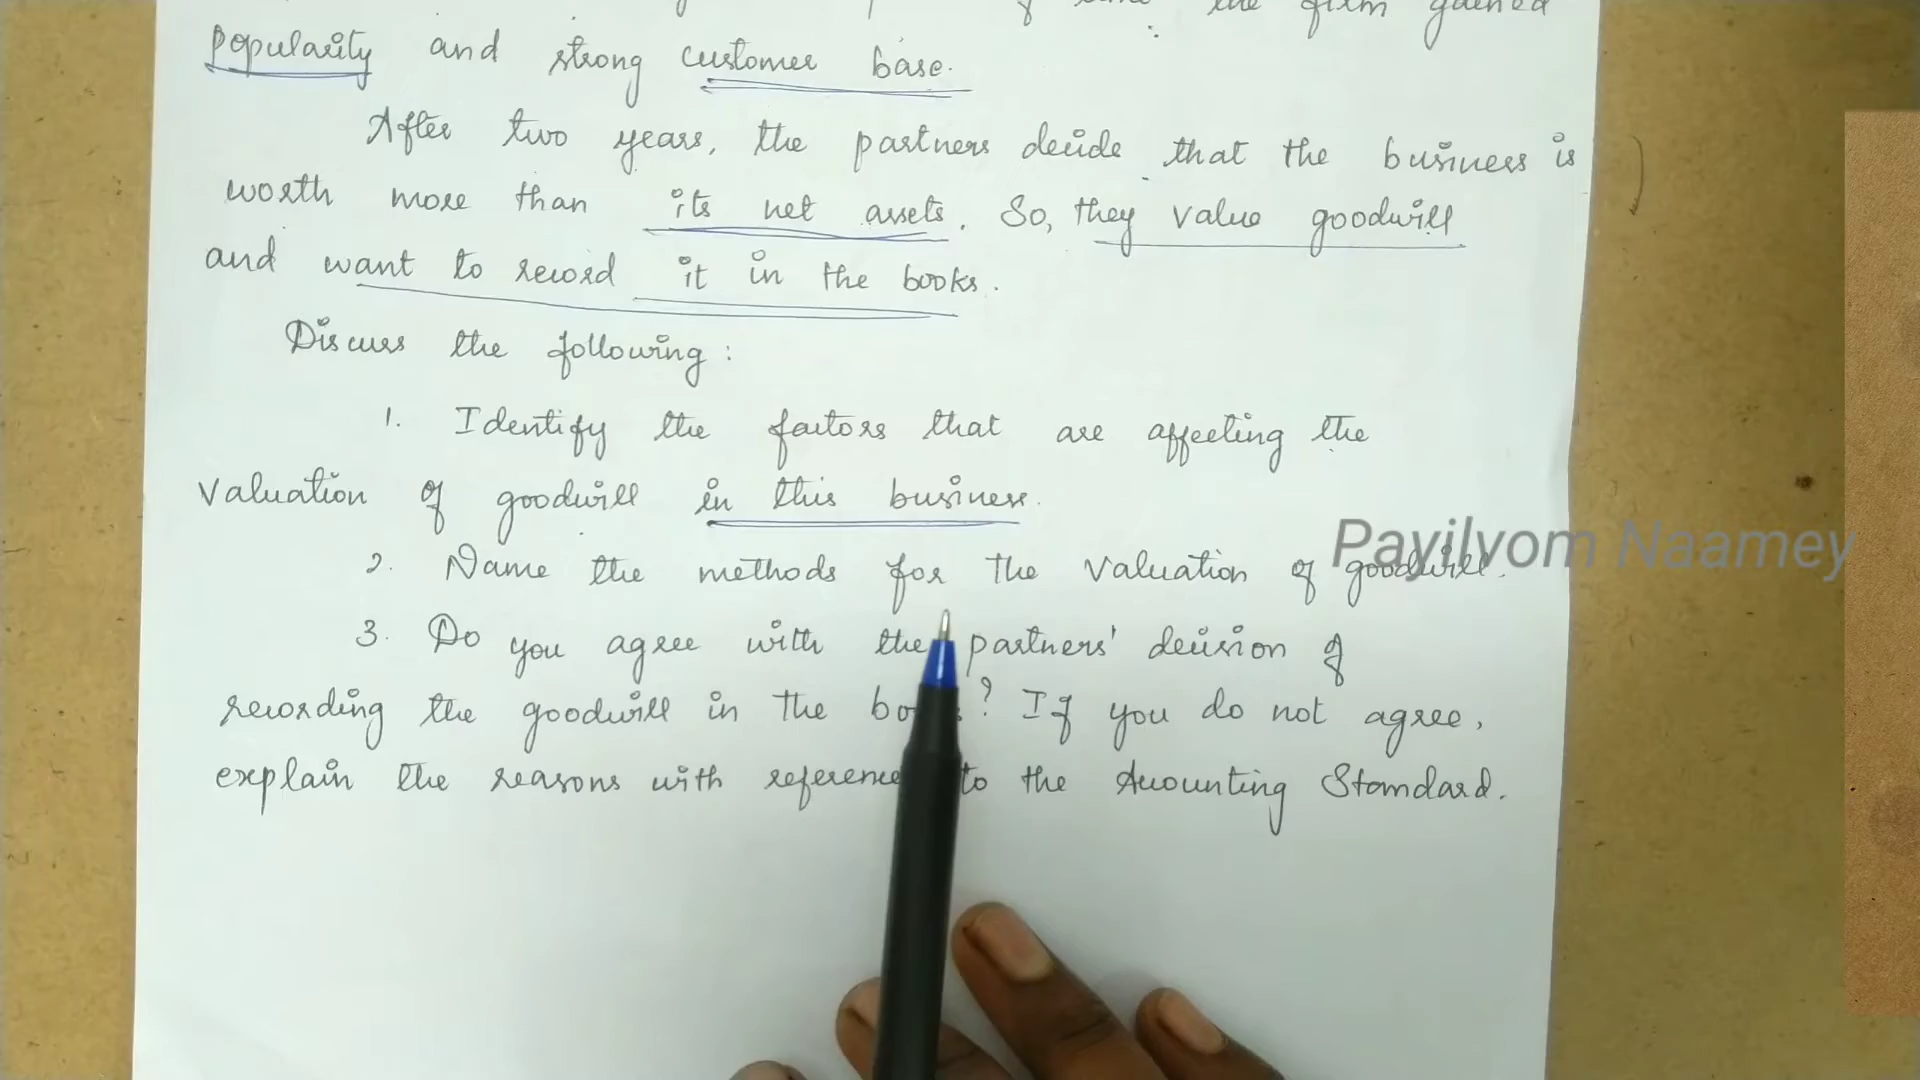 the firm gained
popularity and strong customer base.
After two years, the partners decide that the business is
worth more than its net assets. So, they value goodwill
and want to record it in the books.
Discuss the following:
1. Identify the factors that are affecting the
valuation of goodwill in this business.
2. Name the methods for the valuation of goodwill.
3. Do you agree with the partners' decision of
recording the goodwill in the ? If you do not agree,
explain the reasons with to the Accounting Standard.
Payilvom Naamey